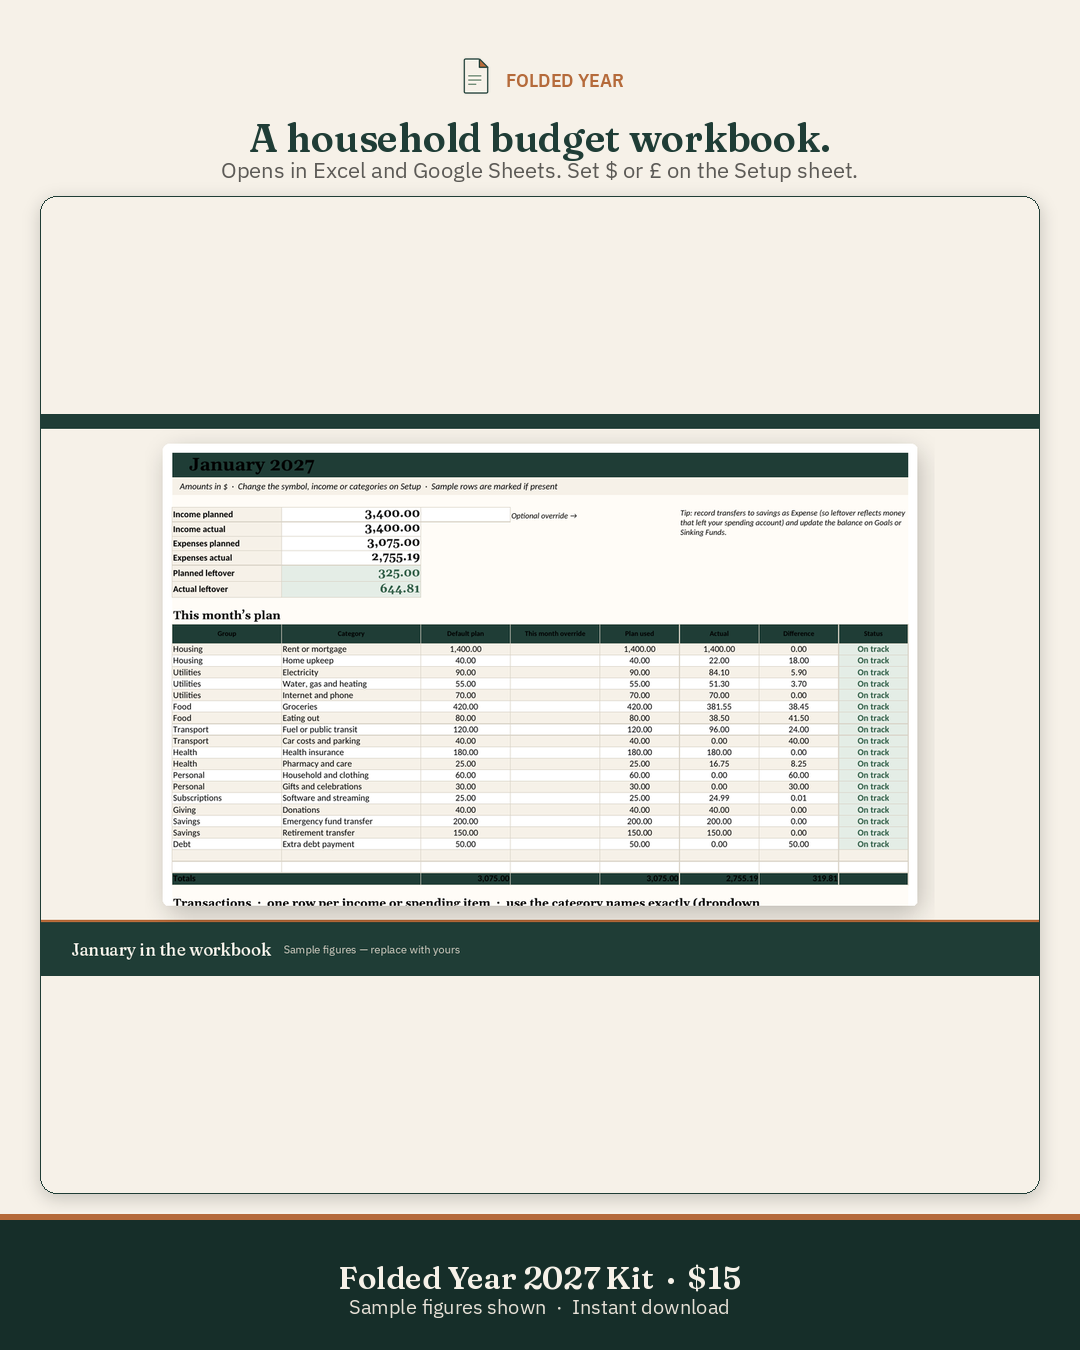 FOLDED YEAR
A household budget workbook.
Opens in Excel and Google Sheets. Set $ or £ on the Setup sheet.
January 2027
Amounts in $ · Change the symbol, income or categories on Setup · Sample rows are marked if present
Income planned 3,400.00 Optional override →
Income actual 3,400.00
Expenses planned 3,075.00
Expenses actual 2,755.19
Planned leftover 325.00
Actual leftover 644.81
Tip: record transfers to savings as Expense (so leftover reflects money
that left your spending account) and update the balance on Goals or
Sinking Funds.
This month's plan
Group Category Default plan This month override Plan used Actual Difference Status
Housing Rent or mortgage 1,400.00 1,400.00 1,400.00 0.00 On track
Housing Home upkeep 40.00 40.00 22.00 18.00 On track
Utilities Electricity 90.00 90.00 84.10 5.90 On track
Utilities Water, gas and heating 55.00 55.00 51.30 3.70 On track
Utilities Internet and phone 70.00 70.00 70.00 0.00 On track
Food Groceries 420.00 420.00 381.55 38.45 On track
Food Eating out 80.00 80.00 38.50 41.50 On track
Transport Fuel or public transit 120.00 120.00 96.00 24.00 On track
Transport Car costs and parking 40.00 40.00 0.00 40.00 On track
Health Health insurance 180.00 180.00 180.00 0.00 On track
Health Pharmacy and care 25.00 25.00 16.75 8.25 On track
Personal Household and clothing 60.00 60.00 0.00 60.00 On track
Personal Gifts and celebrations 30.00 30.00 0.00 30.00 On track
Subscriptions Software and streaming 25.00 25.00 24.99 0.01 On track
Giving Donations 40.00 40.00 40.00 0.00 On track
Savings Emergency fund transfer 200.00 200.00 200.00 0.00 On track
Savings Retirement transfer 150.00 150.00 150.00 0.00 On track
Debt Extra debt payment 50.00 50.00 0.00 50.00 On track
Totals 3,075.00 3,075.00 2,755.19 319.81
Transactions · one row per income or spending item · use the category names exactly (dropdown
January in the workbook Sample figures — replace with yours
Folded Year 2027 Kit · $15
Sample figures shown · Instant download